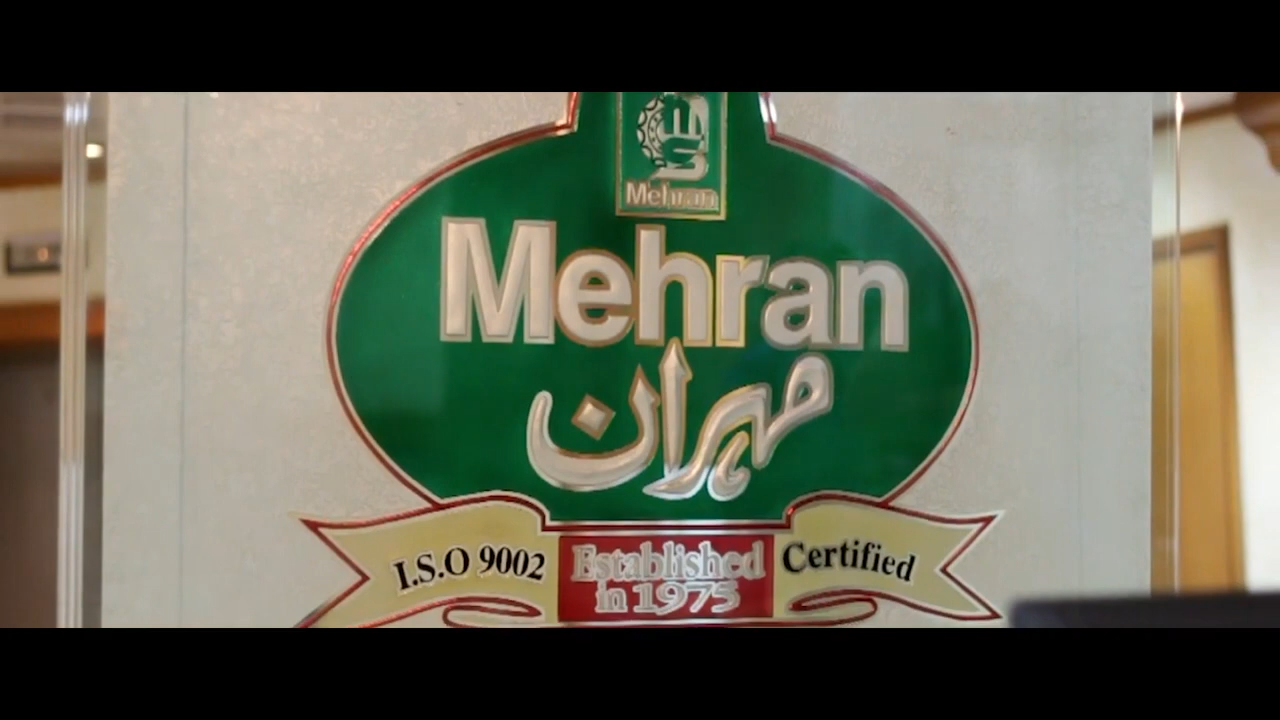 Mehran
Mehran
مہران
I.S.O 9002 Established Certified
in 1975